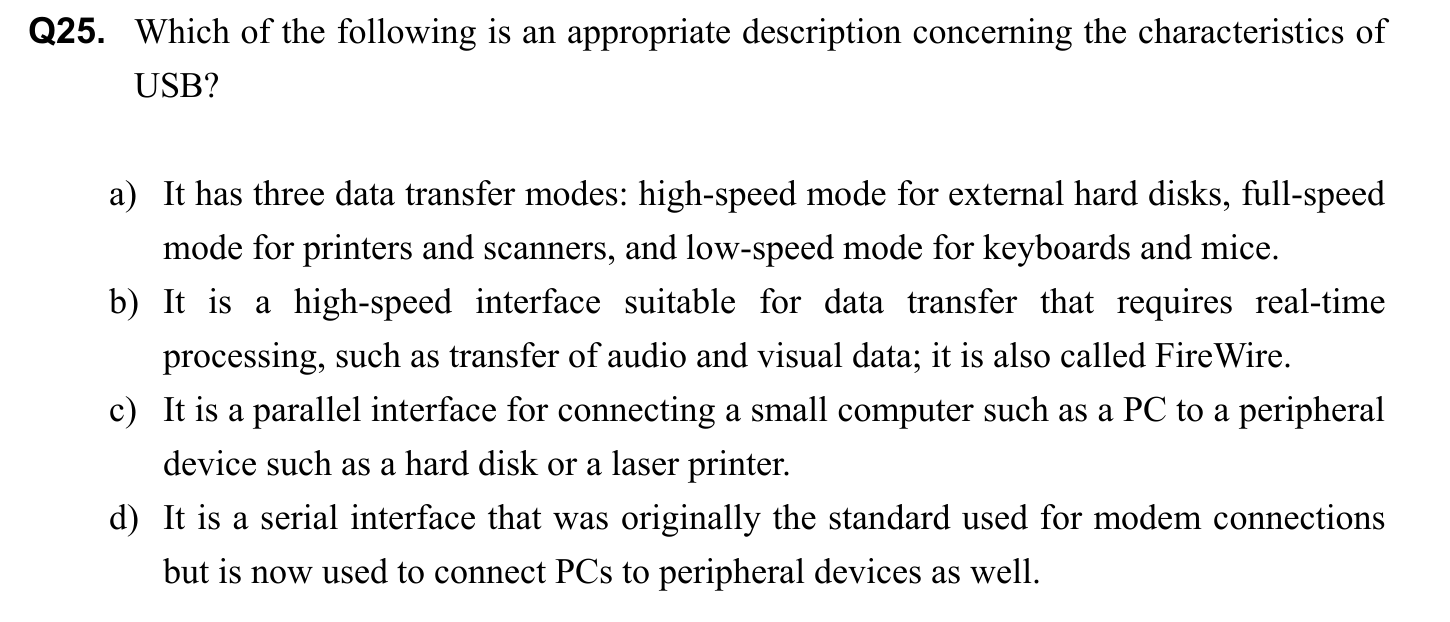 Q25. Which of the following is an appropriate description concerning the characteristics of
USB?
a) It has three data transfer modes: high-speed mode for external hard disks, full-speed
mode for printers and scanners, and low-speed mode for keyboards and mice.
b) It is a high-speed interface suitable for data transfer that requires real-time
processing, such as transfer of audio and visual data; it is also called FireWire.
c) It is a parallel interface for connecting a small computer such as a PC to a peripheral
device such as a hard disk or a laser printer.
d) It is a serial interface that was originally the standard used for modem connections
but is now used to connect PCs to peripheral devices as well.